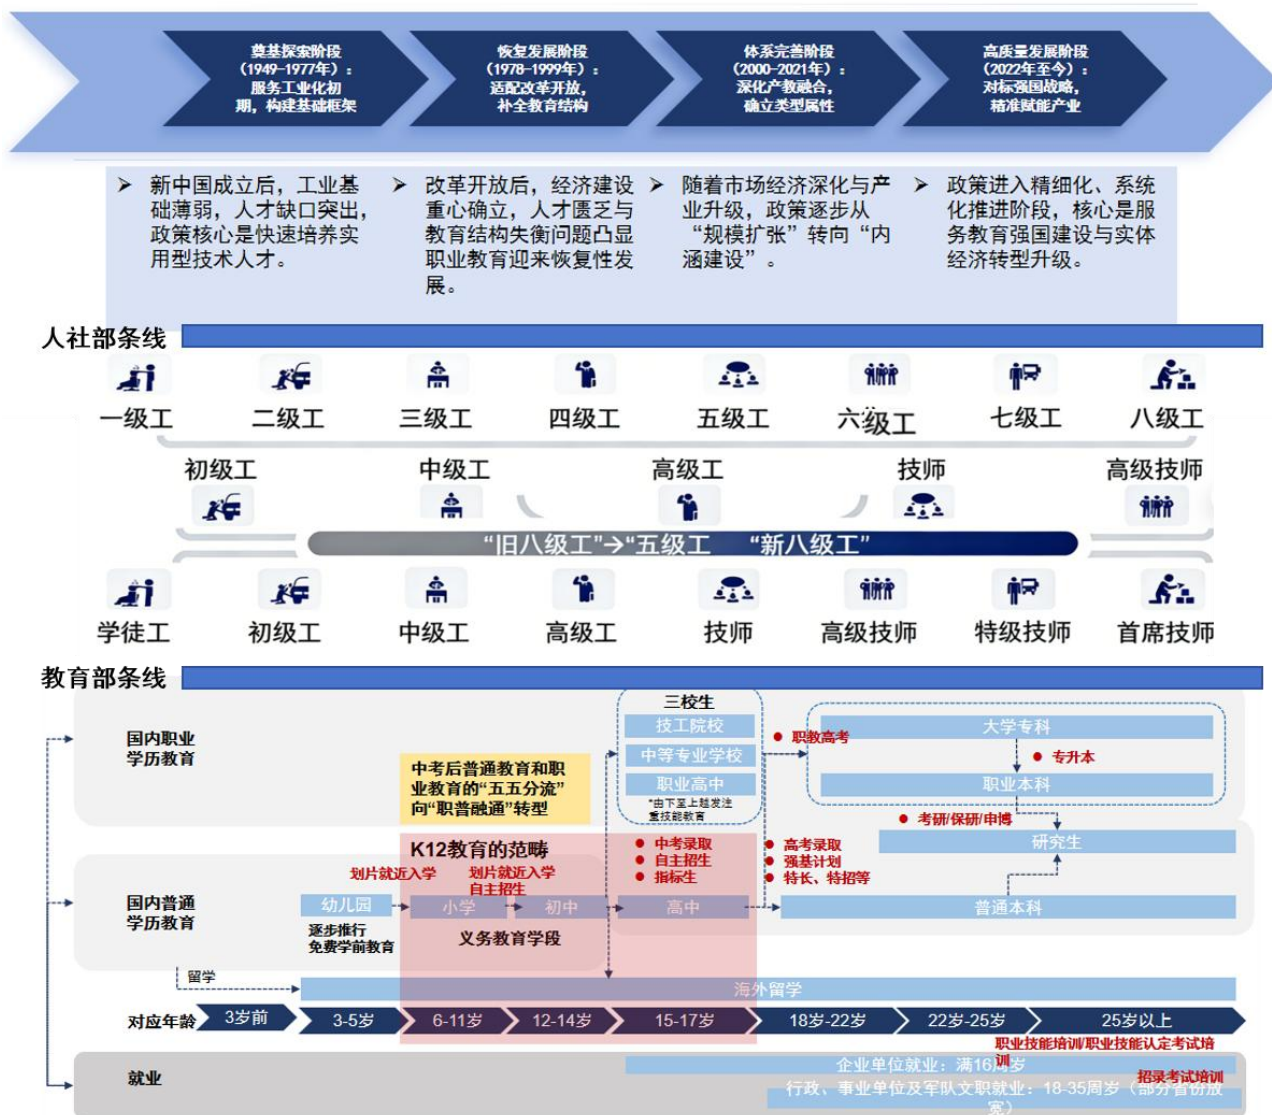 奠基探索阶段
（1949-1977年）：
服务工业化初
期，构建基础框架
恢复发展阶段
（1978-1999年）：
适配改革开放，
补全教育结构
体系完善阶段
（2000-2021年）：
深化产教融合，
确立类型属性
高质量发展阶段
（2022年至今）：
对标强国战略，
精准赋能产业
➢ 新中国成立后，工业基
础薄弱，人才缺口突出，
政策核心是快速培养实
用型技术人才。
➢ 改革开放后，经济建设
重心确立，人才匮乏与
教育结构失衡问题凸显
职业教育迎来恢复性发
展。
➢ 随着市场经济深化与产
业升级，政策逐步从
“规模扩张”转向“内
涵建设”。
➢ 政策进入精细化、系统
化推进阶段，核心是服
务教育强国建设与实体
经济转型升级。
人社部条线
一级工 二级工 三级工 四级工 五级工 六级工 七级工 八级工
初级工 中级工 高级工 技师 高级技师
“旧八级工”→“五级工 “新八级工”
学徒工 初级工 中级工 高级工 技师 高级技师 特级技师 首席技师
教育部条线
国内职业
学历教育
中考后普通教育和职
业教育的“五五分流”
向“职普融通”转型
三校生
技工院校
中等专业学校
职业高中
*由下至上越发注
重技能教育
● 职教高考
大学专科
● 专升本
职业本科
● 考研/保研/申博
研究生
K12教育的范畴
划片就近入学
划片就近入学
自主招生
● 中考录取
● 自主招生
● 指标生
● 高考录取
● 强基计划
● 特长、特招等
国内普通
学历教育
幼儿园 小学 初中 高中 普通本科
逐步推行
免费学前教育
义务教育学段
留学
海外留学
对应年龄 3岁前 3-5岁 6-11岁 12-14岁 15-17岁 18岁-22岁 22岁-25岁 25岁以上
职业技能培训/职业技能认定考试培
训
就业
企业单位就业：满16周岁
招录考试培训
行政、事业单位及军队文职就业：18-35周岁（部分省份放
宽）